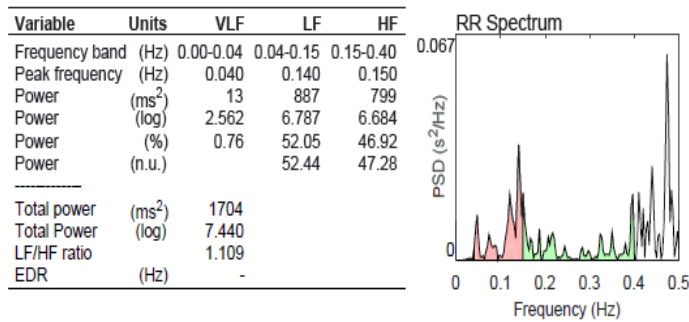 Variable Units VLF LF HF
Frequency band (Hz) 0.00-0.04 0.04-0.15 0.15-0.40
Peak frequency (Hz) 0.040 0.140 0.150
Power (ms²) 13 887 799
Power (log) 2.562 6.787 6.684
Power (%) 0.76 52.05 46.92
Power (n.u.) 52.44 47.28
-------------
Total power (ms²) 1704
Total Power (log) 7.440
LF/HF ratio 1.109
EDR (Hz) -
RR Spectrum
0.067
PSD (s²/Hz)
0
0 0.1 0.2 0.3 0.4 0.5
Frequency (Hz)